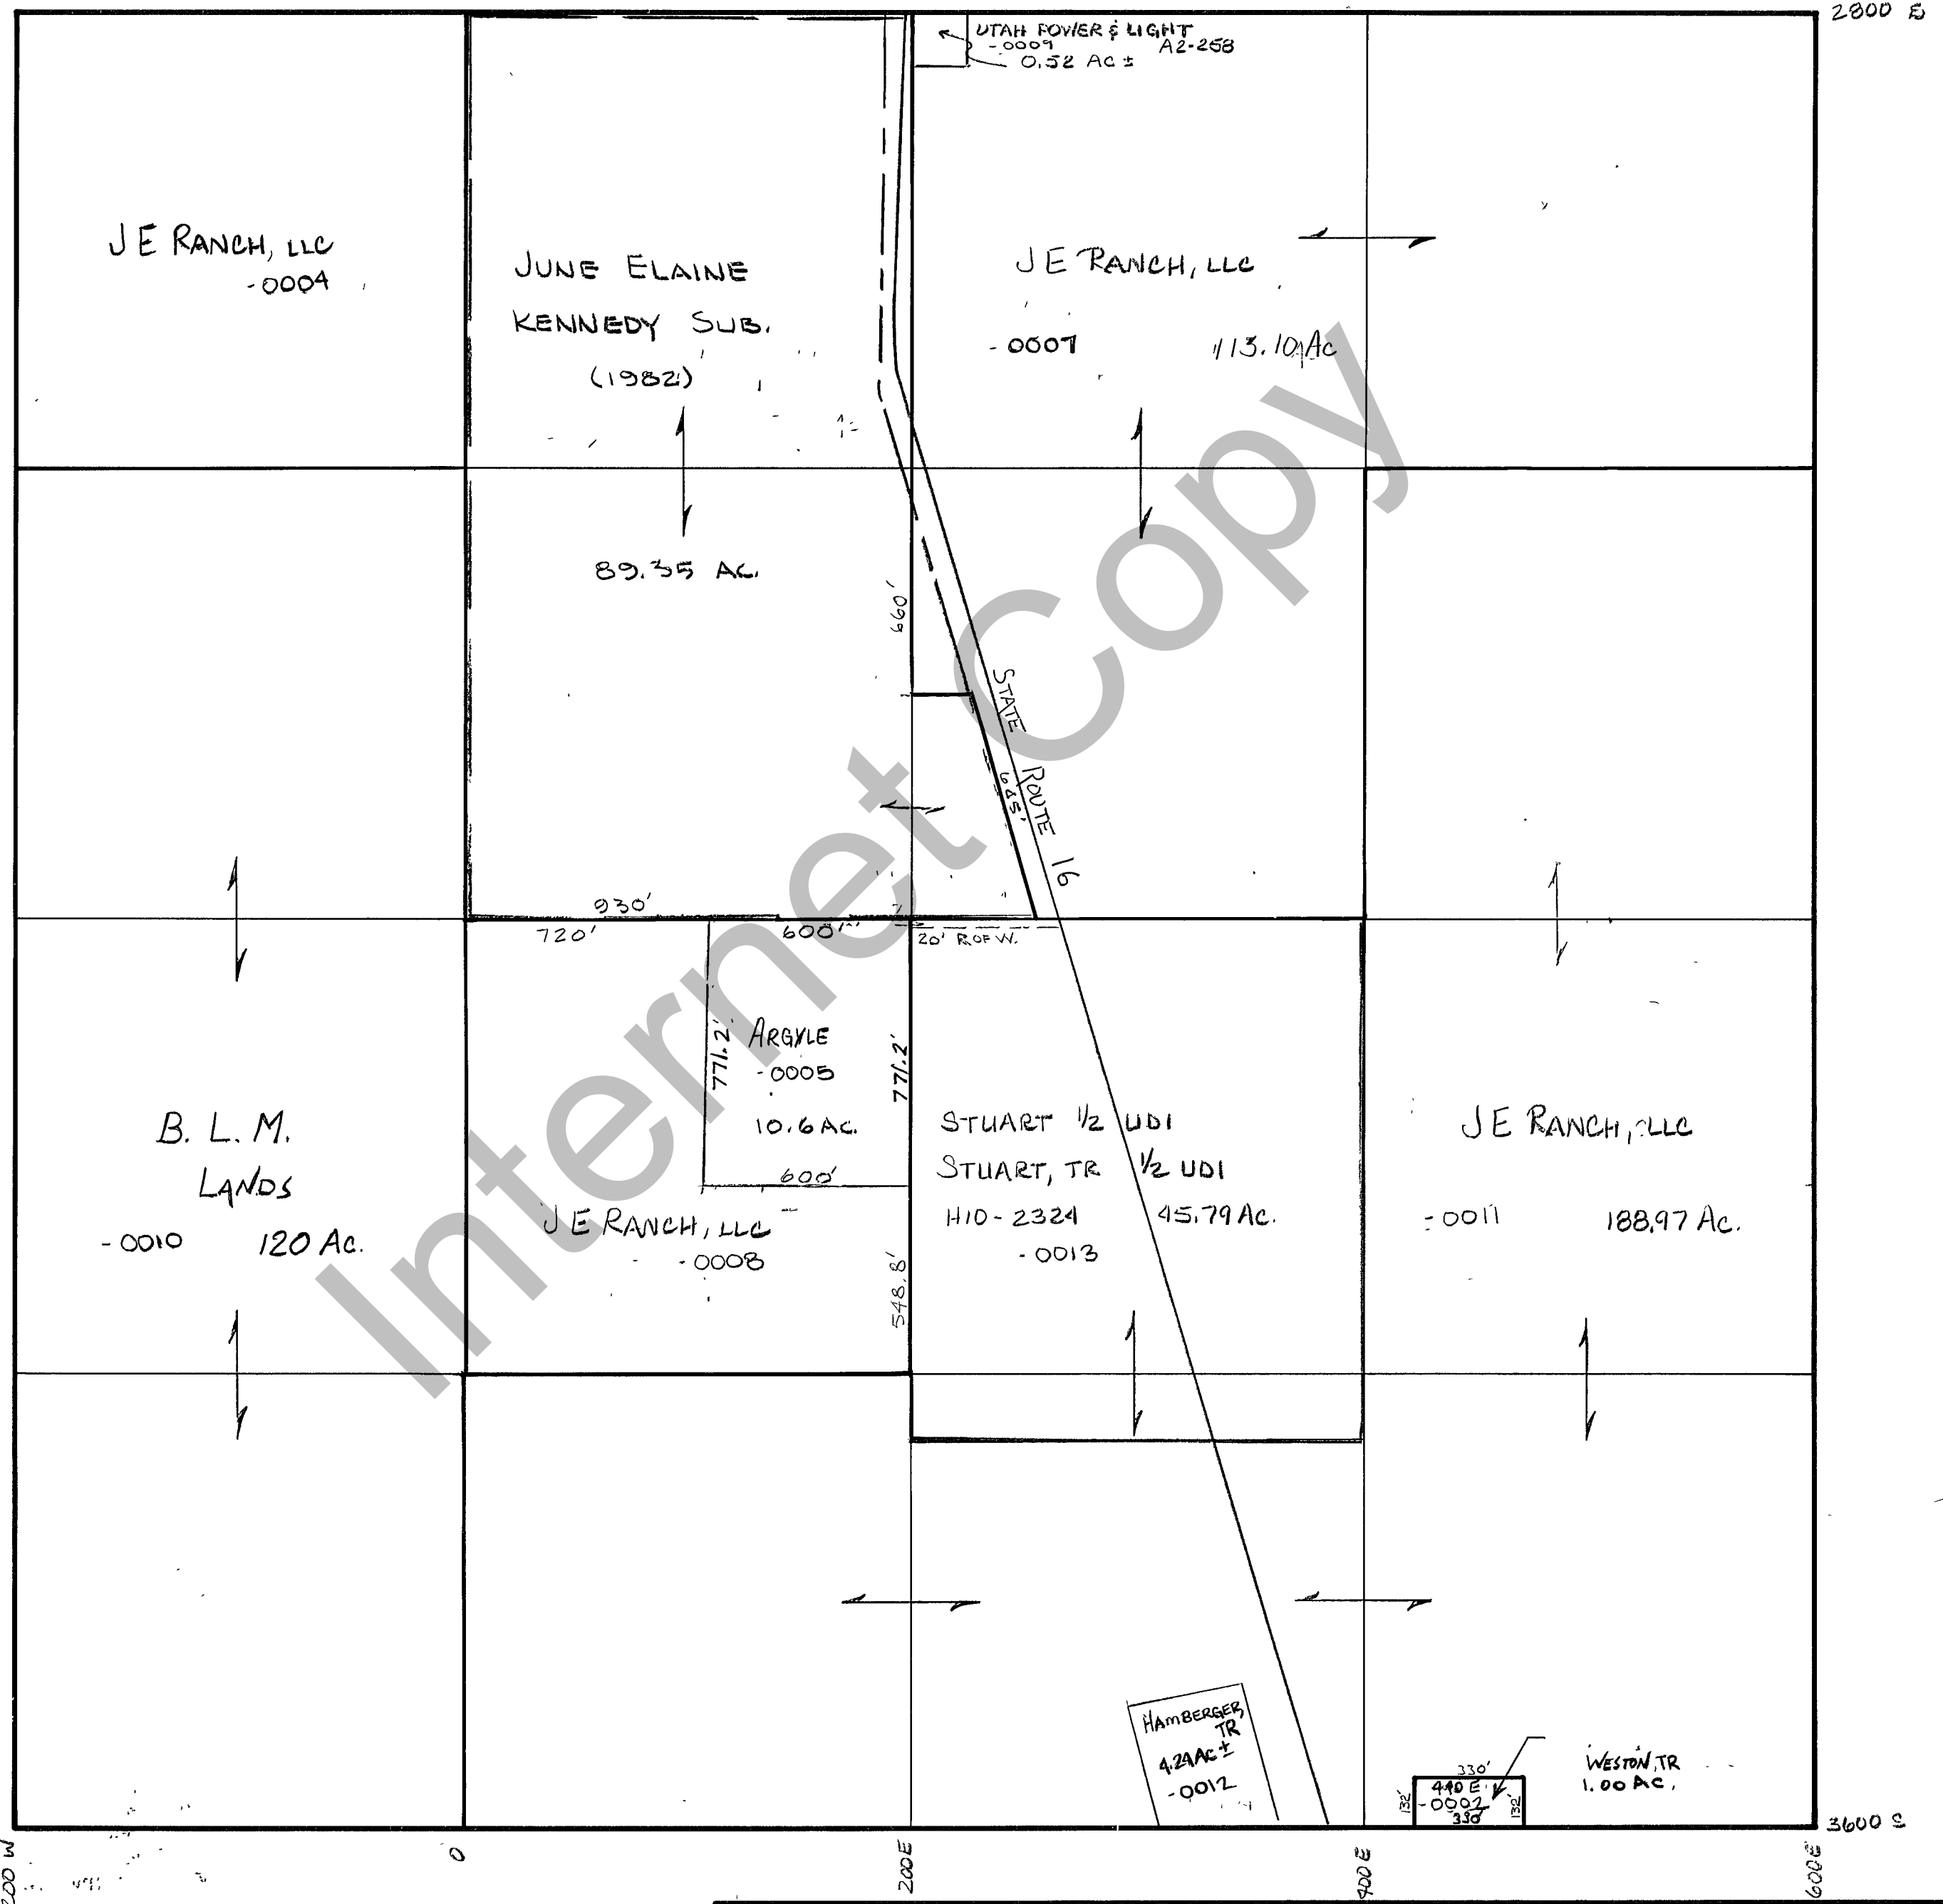 2800 S
UTAH POWER & LIGHT
-0009 A2-258
0.52 AC ±
J E RANCH, LLC
-0004
JUNE ELAINE
KENNEDY SUB.
(1982)
89.35 AC.
J E RANCH, LLC
-0007 113.10 Ac
660'
STATE ROUTE 16
645'
930'
720'
600'
20' R OF W.
771.2'
ARGYLE
-0005
10.6 AC.
600'
771.2'
B. L. M.
LANDS
-0010 120 Ac.
J E RANCH, LLC
-0008
548.8'
STUART 1/2 UDI
STUART, TR 1/2 UDI
H10-2324 45.79 Ac.
-0013
J E RANCH, LLC
-0011 188.97 Ac.
HAMBERGER,
TR
4.24 AC ±
-0012
WESTON, TR
1.00 AC.
330'
440 E
-0002
330'
132'
132'
3600 S
200 W
0
200 E
400 E
600 E
Internet Copy